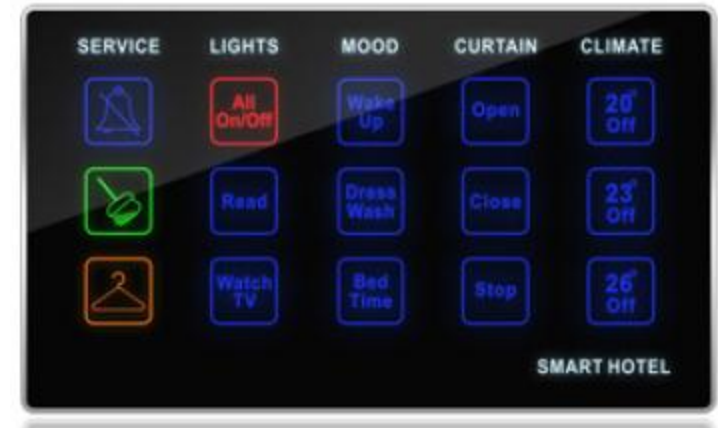 SERVICE LIGHTS MOOD CURTAIN CLIMATE
All
On/Off
Wake
Up
Open
20°
Off
Read
Drass
Wash
Close
23°
Off
Watch
TV
Bed
Time
Stop
26°
Off
SMART HOTEL